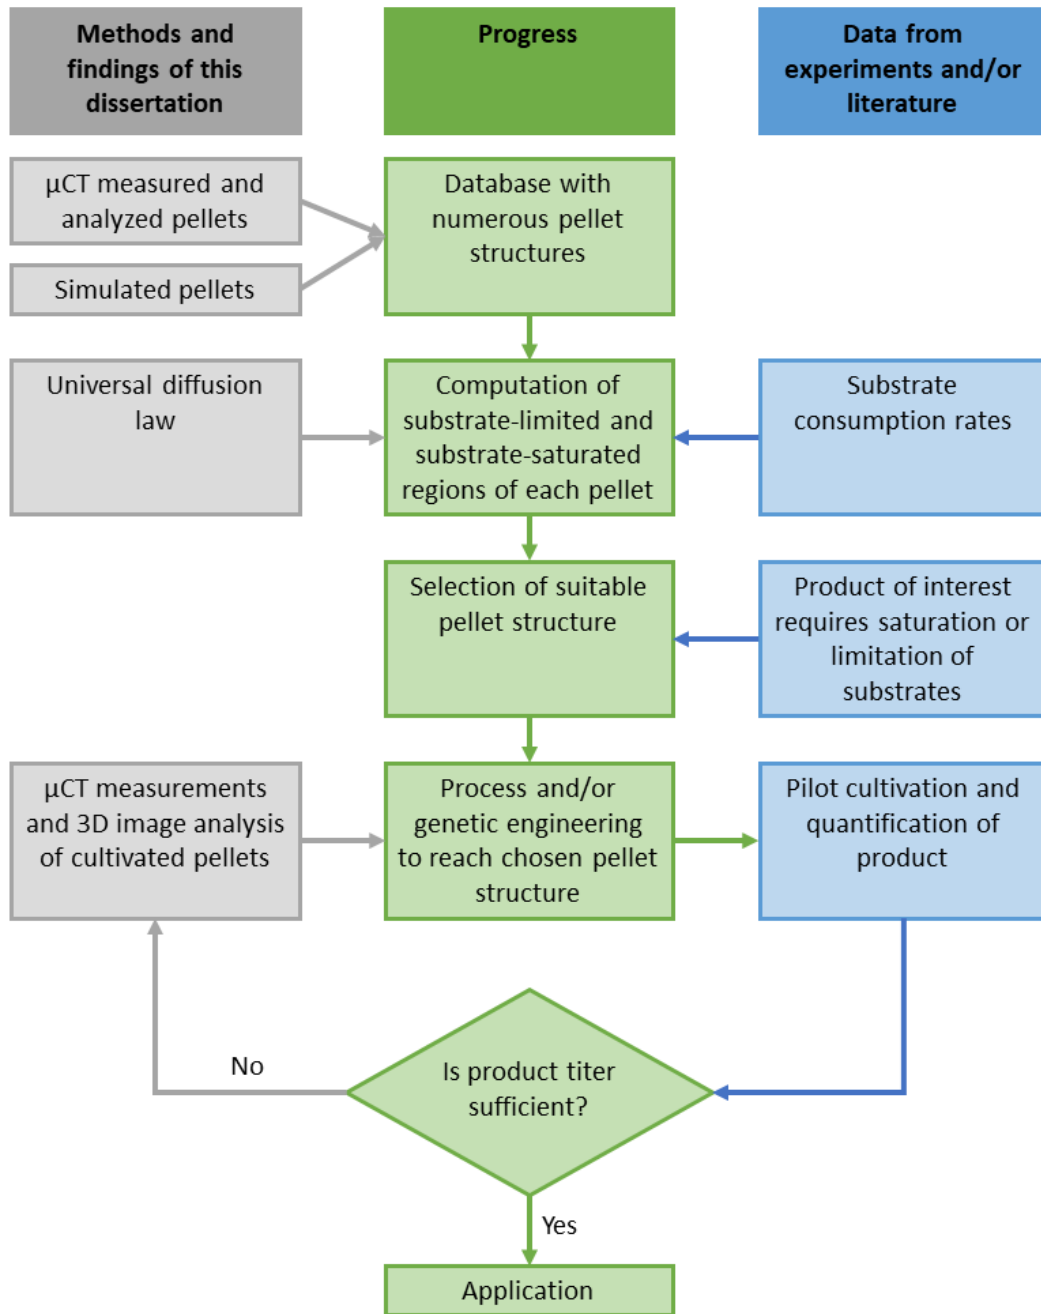 Methods and
findings of this
dissertation
Progress
Data from
experiments and/or
literature
µCT measured and
analyzed pellets
Simulated pellets
Database with
numerous pellet
structures
Universal diffusion
law
Computation of
substrate-limited and
substrate-saturated
regions of each pellet
Substrate
consumption rates
Selection of suitable
pellet structure
Product of interest
requires saturation or
limitation of
substrates
µCT measurements
and 3D image analysis
of cultivated pellets
Process and/or
genetic engineering
to reach chosen pellet
structure
Pilot cultivation and
quantification of
product
No
Is product titer
sufficient?
Yes
Application